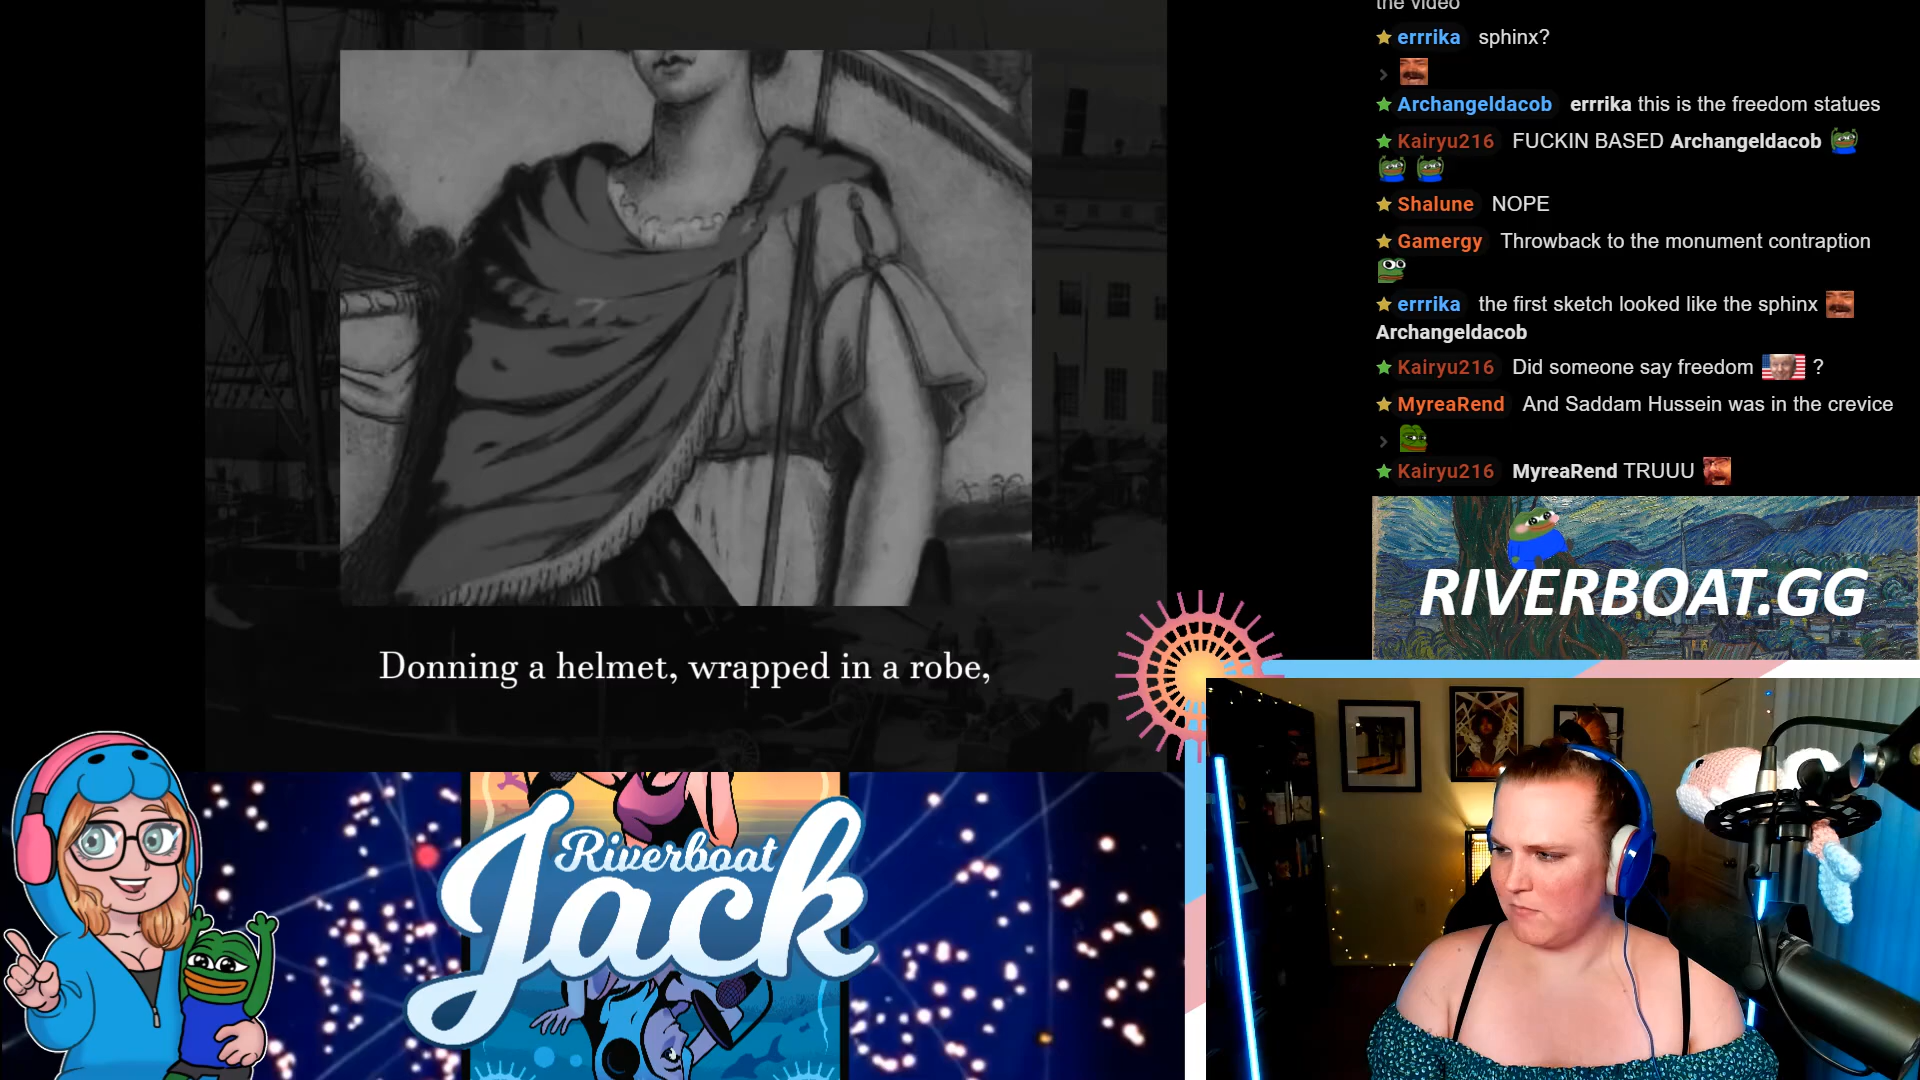 the video
errrika sphinx?
Archangeldacob errrika this is the freedom statues
Kairyu216 FUCKIN BASED Archangeldacob
Shalune NOPE
Gamergy Throwback to the monument contraption
errrika the first sketch looked like the sphinx
Archangeldacob
Kairyu216 Did someone say freedom ?
MyreaRend And Saddam Hussein was in the crevice
Kairyu216 MyreaRend TRUUU
RIVERBOAT.GG
Donning a helmet, wrapped in a robe,
Riverboat
Jack